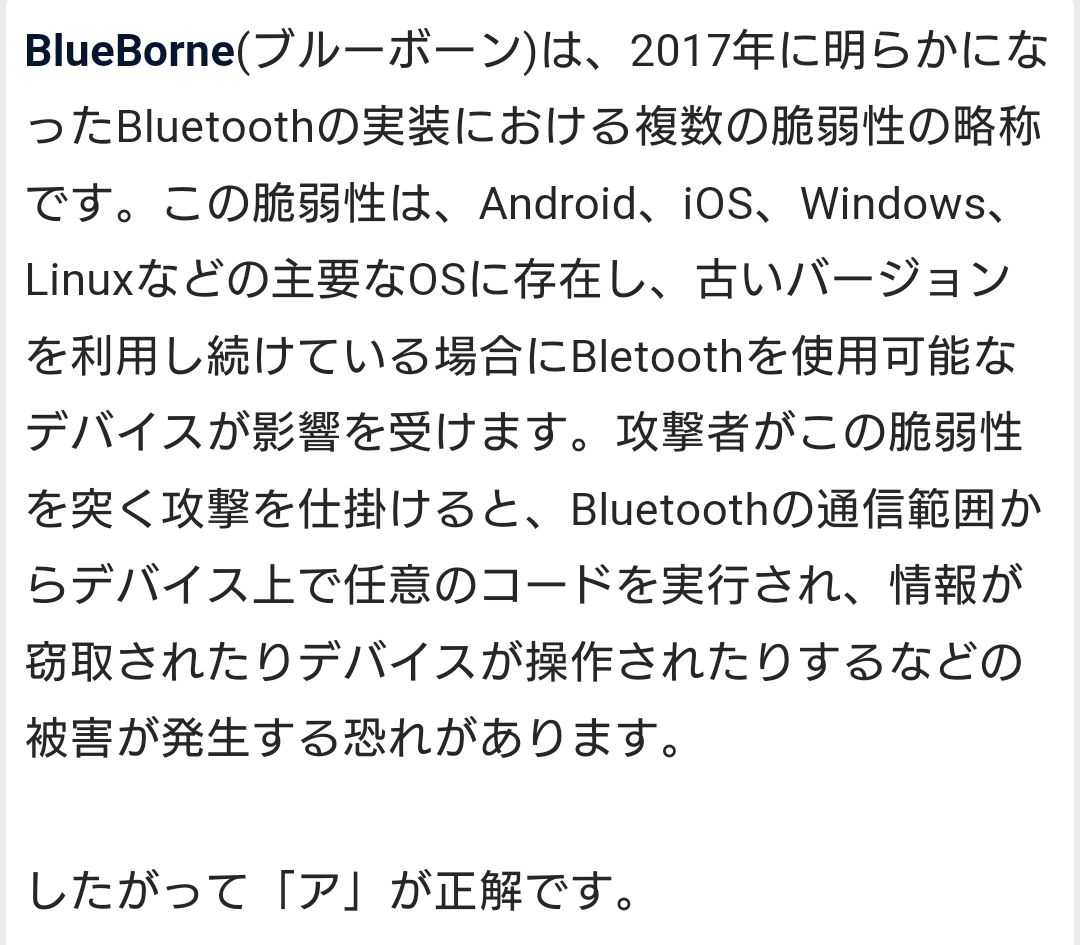 BlueBorne(ブルーボーン)は、2017年に明らかにな
ったBluetoothの実装における複数の脆弱性の略称
です。この脆弱性は、Android、iOS、Windows、
Linuxなどの主要なOSに存在し、古いバージョン
を利用し続けている場合にBletoothを使用可能な
デバイスが影響を受けます。攻撃者がこの脆弱性
を突く攻撃を仕掛けると、Bluetoothの通信範囲か
らデバイス上で任意のコードを実行され、情報が
窃取されたりデバイスが操作されたりするなどの
被害が発生する恐れがあります。
したがって「ア」が正解です。